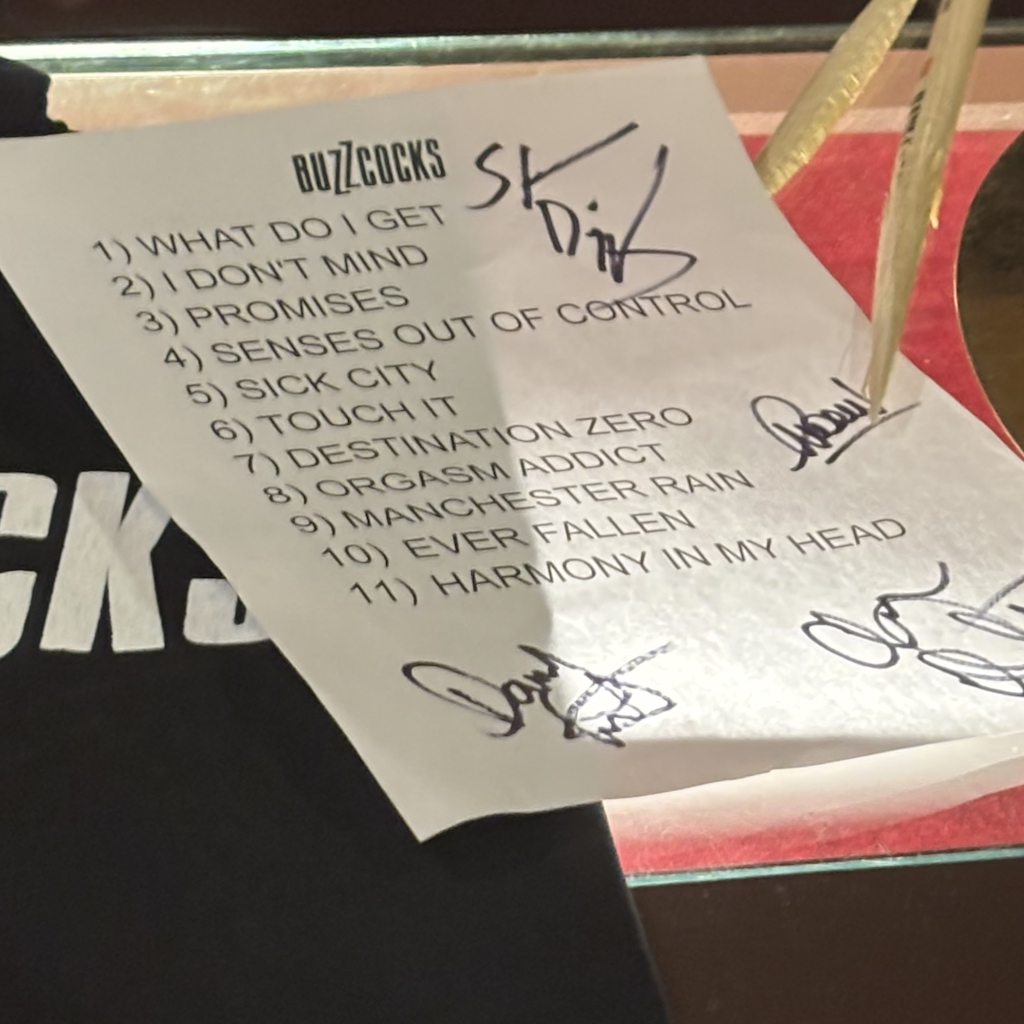 BUZZCOCKS
1) WHAT DO I GET
2) I DON'T MIND
3) PROMISES
4) SENSES OUT OF CONTROL
5) SICK CITY
6) TOUCH IT
7) DESTINATION ZERO
8) ORGASM ADDICT
9) MANCHESTER RAIN
10) EVER FALLEN
11) HARMONY IN MY HEAD
CKS